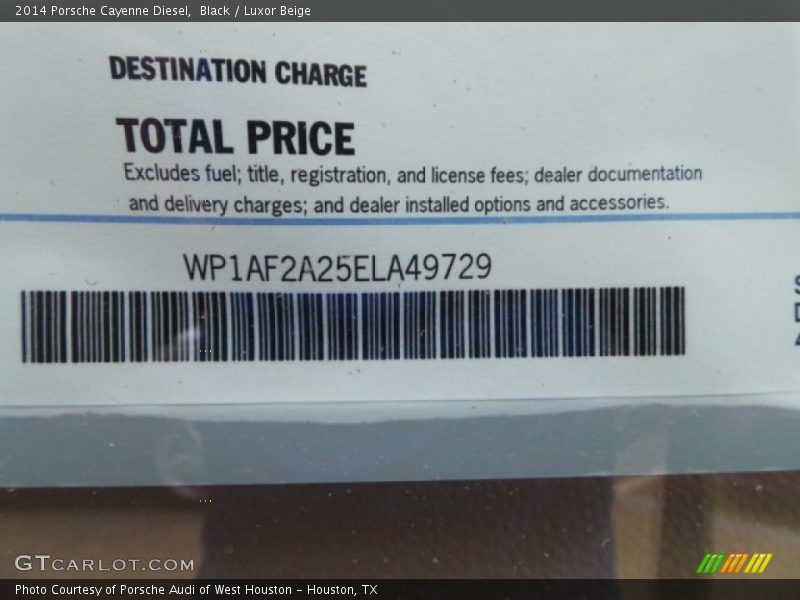 2014 Porsche Cayenne Diesel, Black / Luxor Beige
DESTINATION CHARGE
TOTAL PRICE
Excludes fuel; title, registration, and license fees; dealer documentation
and delivery charges; and dealer installed options and accessories.
WP1AF2A25ELA49729
GTCARLOT.COM
Photo Courtesy of Porsche Audi of West Houston - Houston, TX